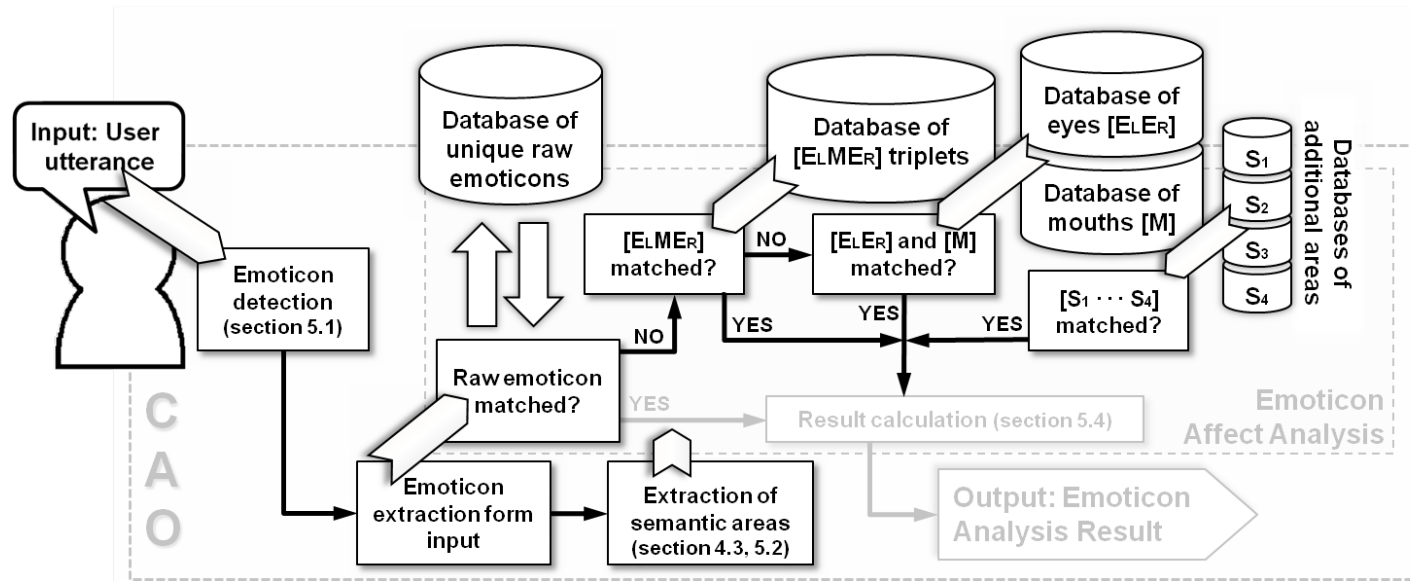 Input: User
utterance
Database of
unique raw
emoticons
Database of
[ELMER] triplets
Database of
eyes [ELER]
Database of
mouths [M]
S1
S2
S3
S4
Databases of
additional areas
Emoticon
detection
(section 5.1)
[ELMER]
matched?
NO
[ELER] and [M]
matched?
[S1 ··· S4]
matched?
YES
YES
YES
NO
Raw emoticon
matched?
YES
Result calculation (section 5.4)
Emoticon
Affect Analysis
CAO
Emoticon
extraction form
input
Extraction of
semantic areas
(section 4.3, 5.2)
Output: Emoticon
Analysis Result